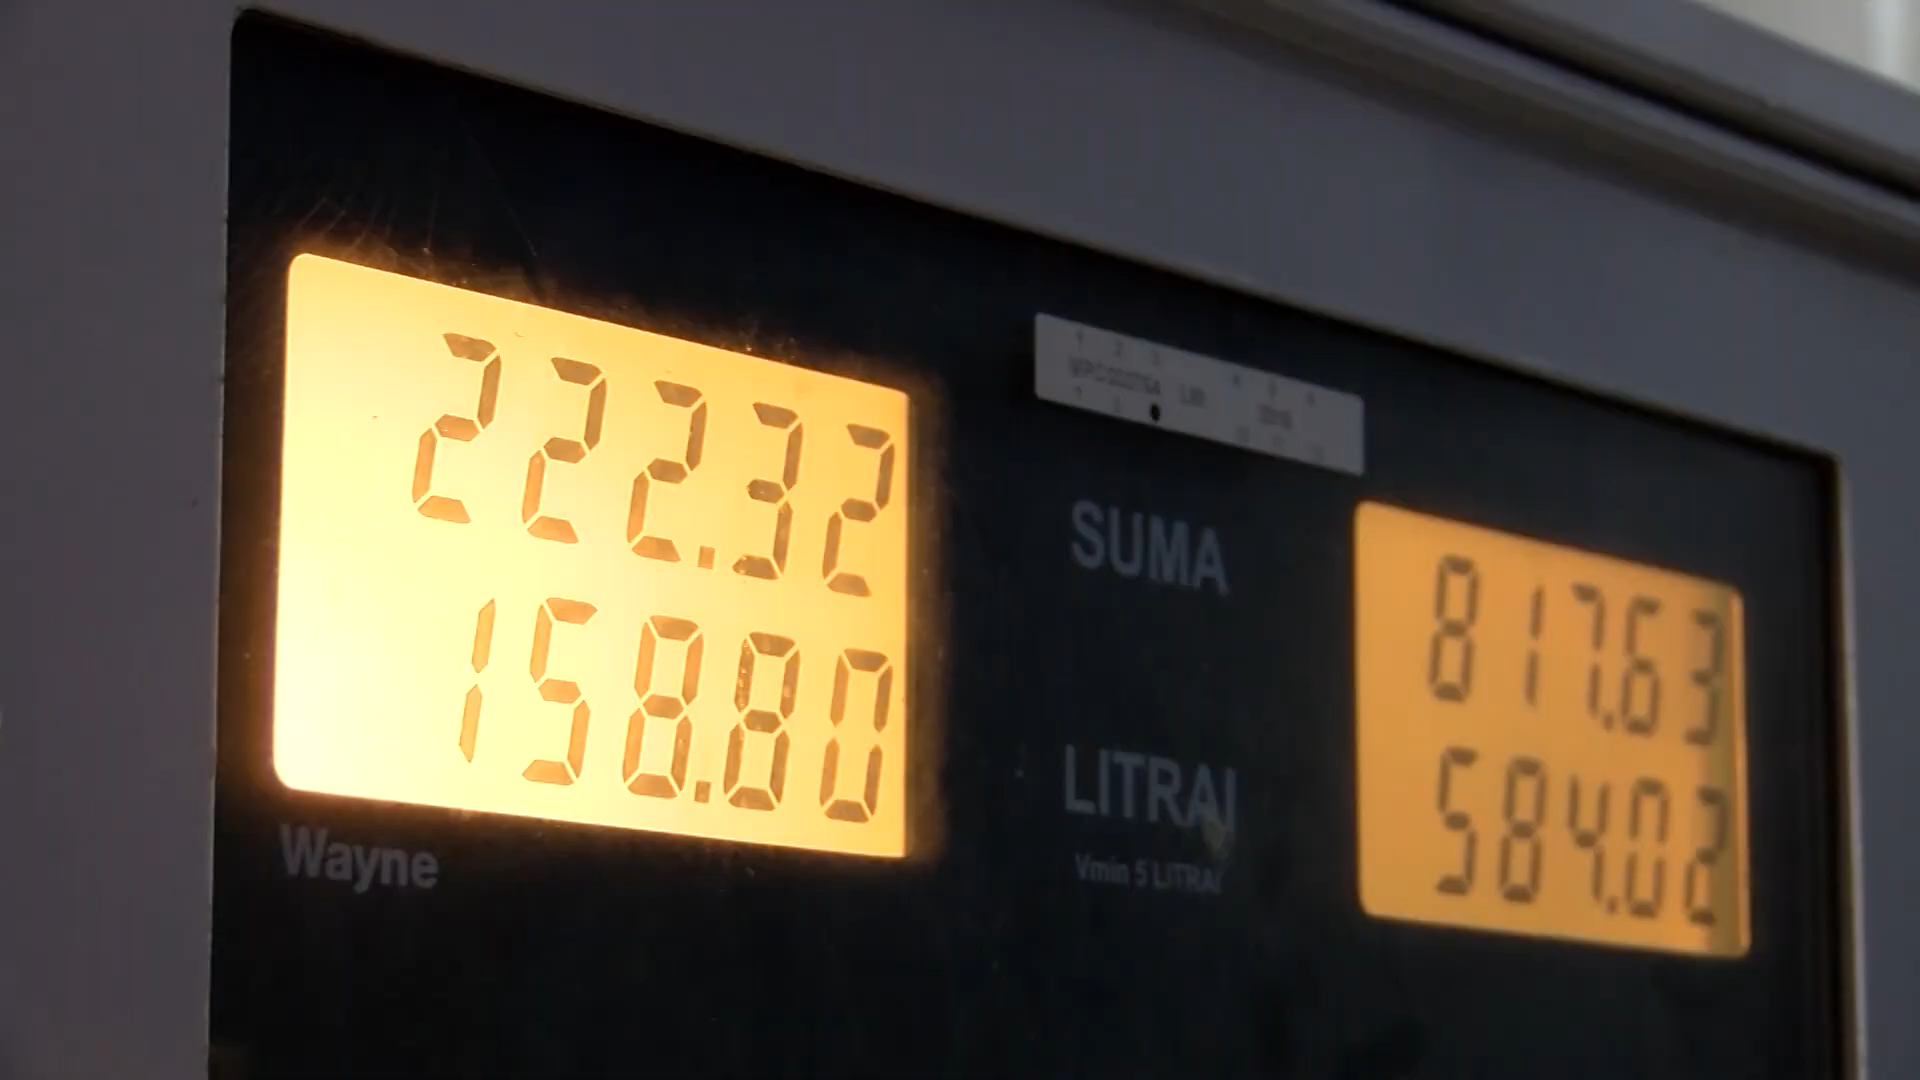 222.32
158.80
Wayne
SUMA
LITRAI
Vmin 5 LITRAI
817.63
584.02